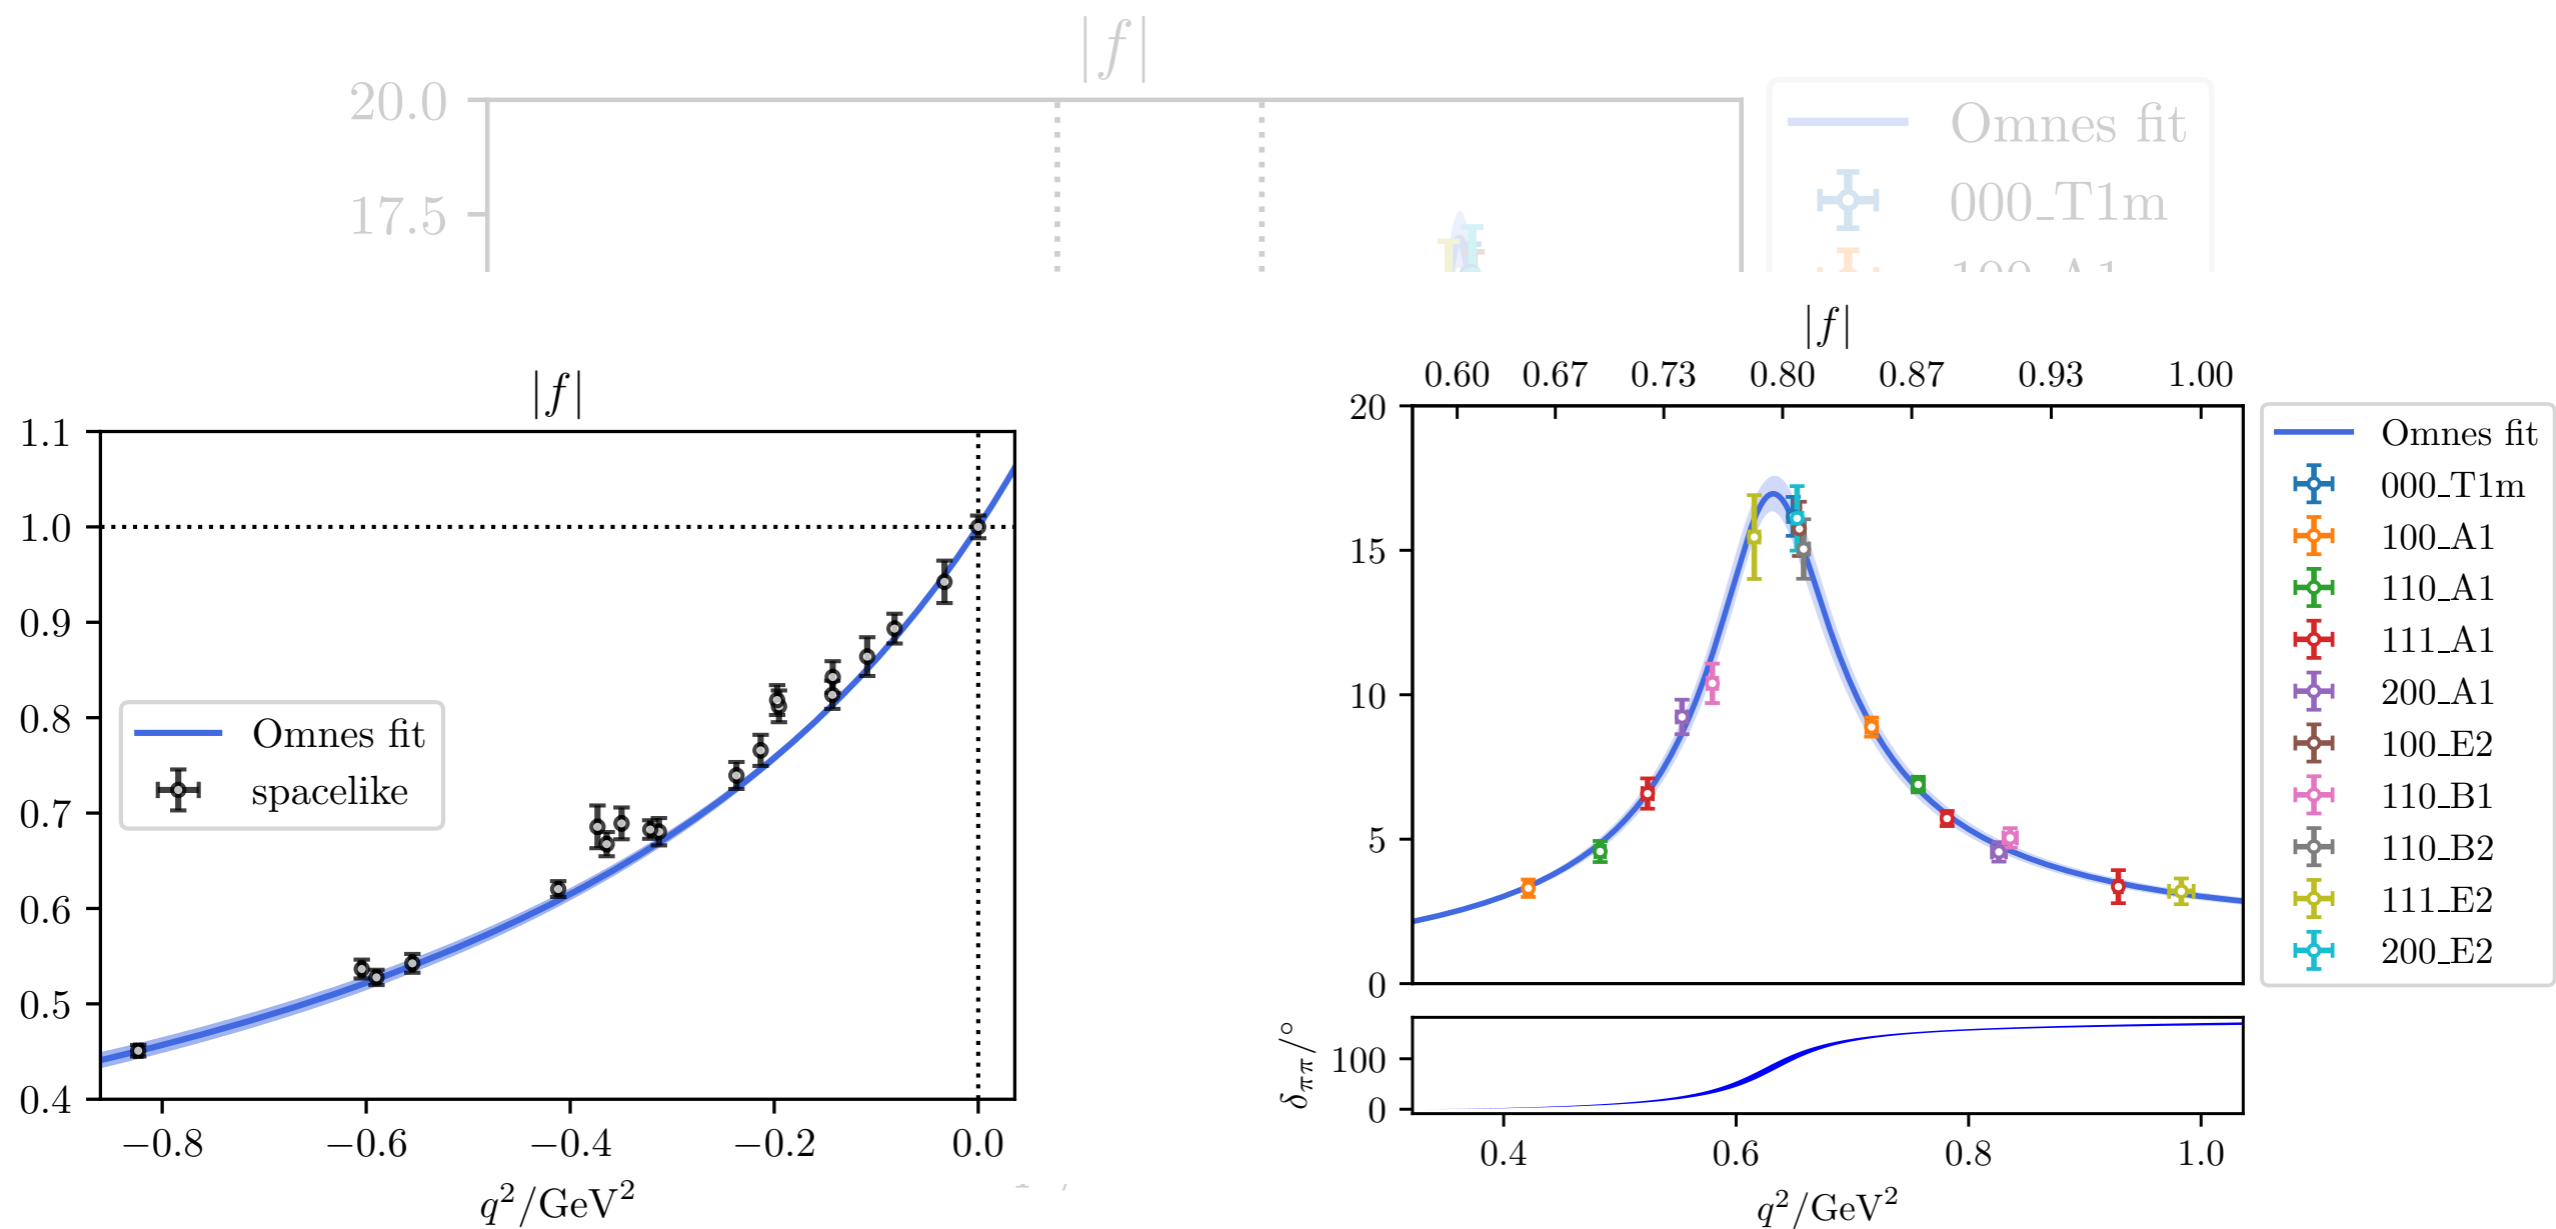 |f|
20.0
17.5
Omnes fit
000_T1m
|f|
1.1
1.0
0.9
0.8
0.7
0.6
0.5
0.4
Omnes fit
spacelike
−0.8 −0.6 −0.4 −0.2 0.0
q²/GeV²
|f|
0.60 0.67 0.73 0.80 0.87 0.93 1.00
20
15
10
5
0
Omnes fit
000_T1m
100_A1
110_A1
111_A1
200_A1
100_E2
110_B1
110_B2
111_E2
200_E2
δππ/°
100
0
0.4 0.6 0.8 1.0
q²/GeV²